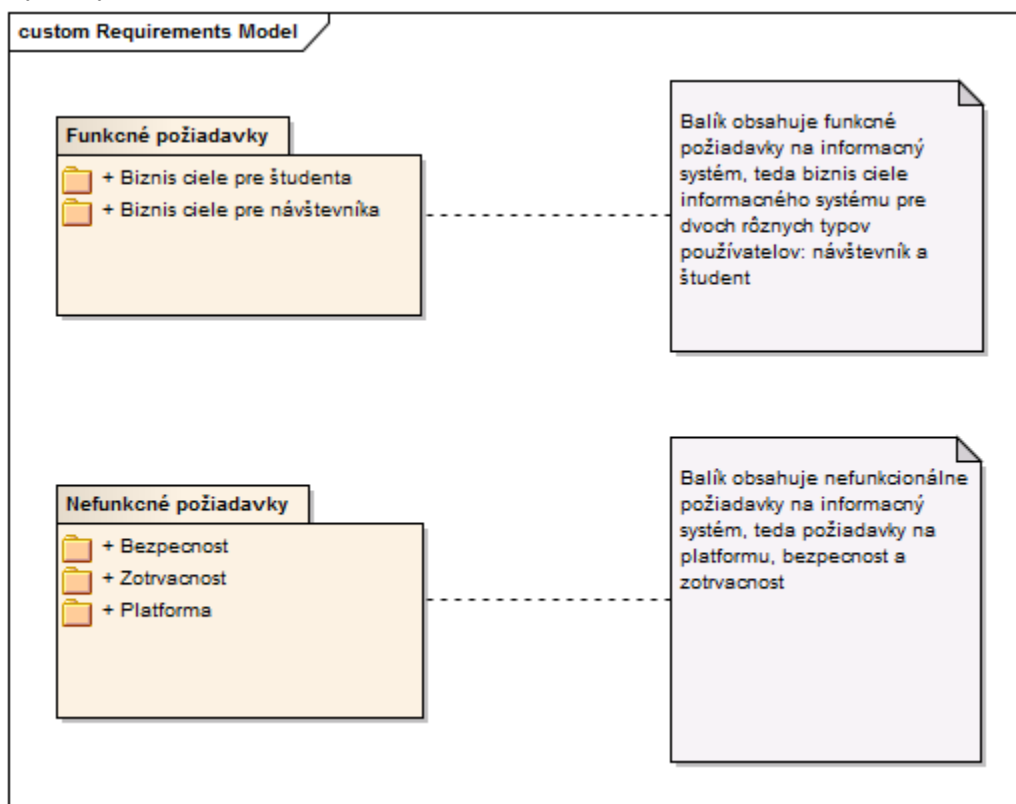 custom Requirements Model
Funkcné požiadavky
+ Biznis ciele pre študenta
+ Biznis ciele pre návštevníka
Balík obsahuje funkcné
požiadavky na informacný
systém, teda biznis ciele
informacného systému pre
dvoch rôznych typov
používatelov: návštevník a
študent
Nefunkcné požiadavky
+ Bezpecnost
+ Zotrvacnost
+ Platforma
Balík obsahuje nefunkcionálne
požiadavky na informacný
systém, teda požiadavky na
platformu, bezpecnost a
zotrvacnost